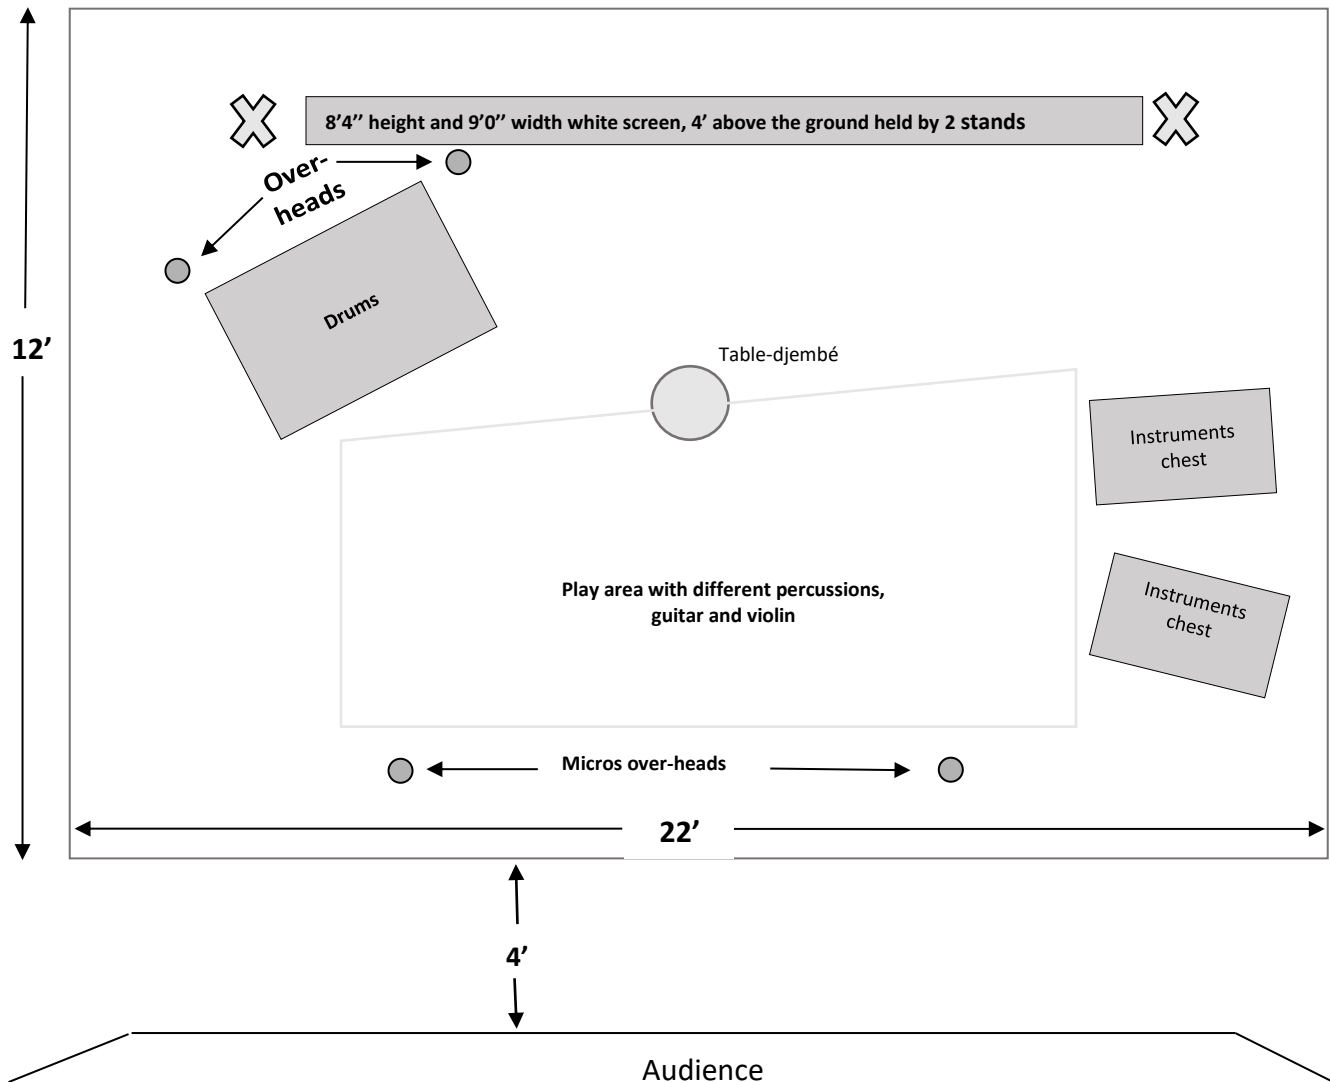 8’4’’ height and 9’0’’ width white screen, 4’ above the ground held by 2 stands
Over-
heads
Drums
12’
Table-djembé
Instruments
chest
Instruments
chest
Play area with different percussions,
guitar and violin
Micros over-heads
22’
4’
Audience